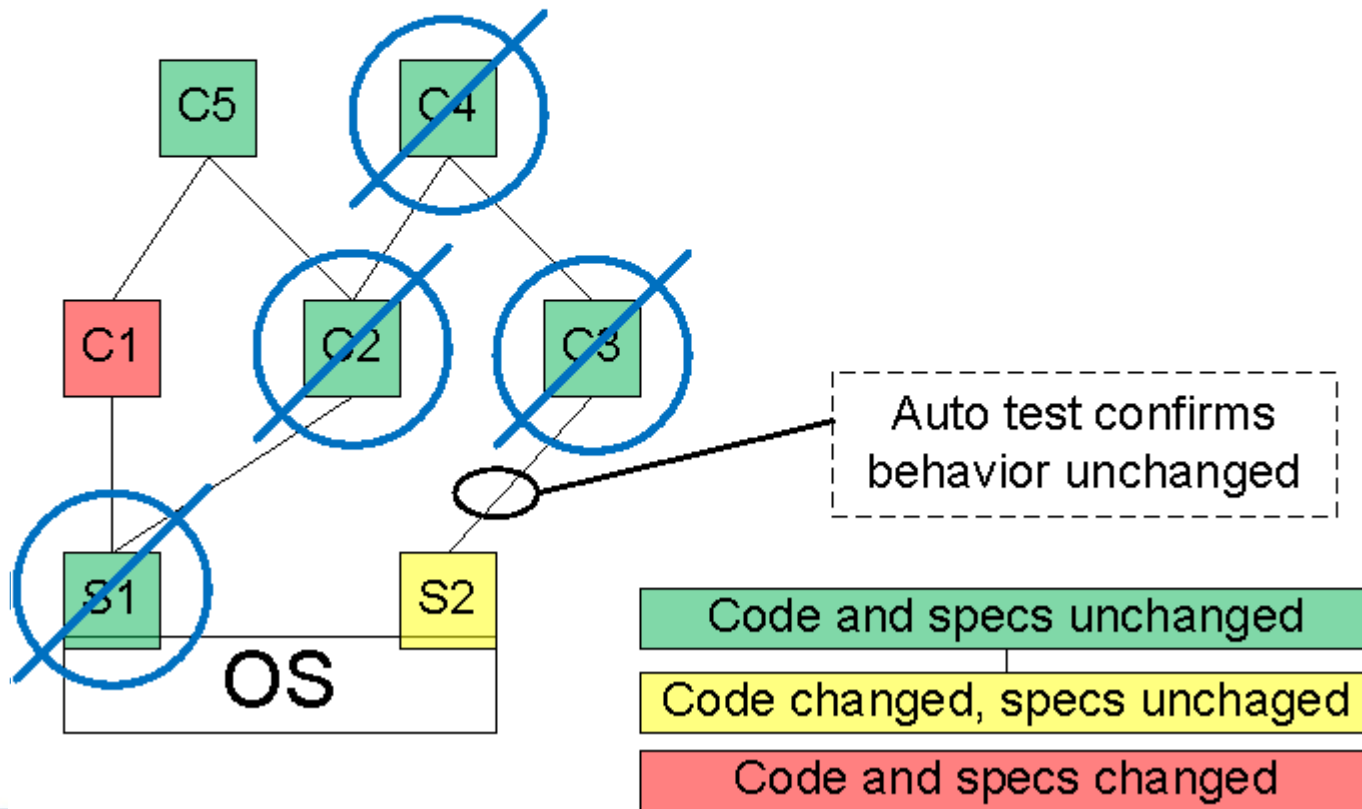 C5
C4
C1
C2
C3
Auto test confirms
behavior unchanged
S1
S2
OS
Code and specs unchanged
Code changed, specs unchaged
Code and specs changed